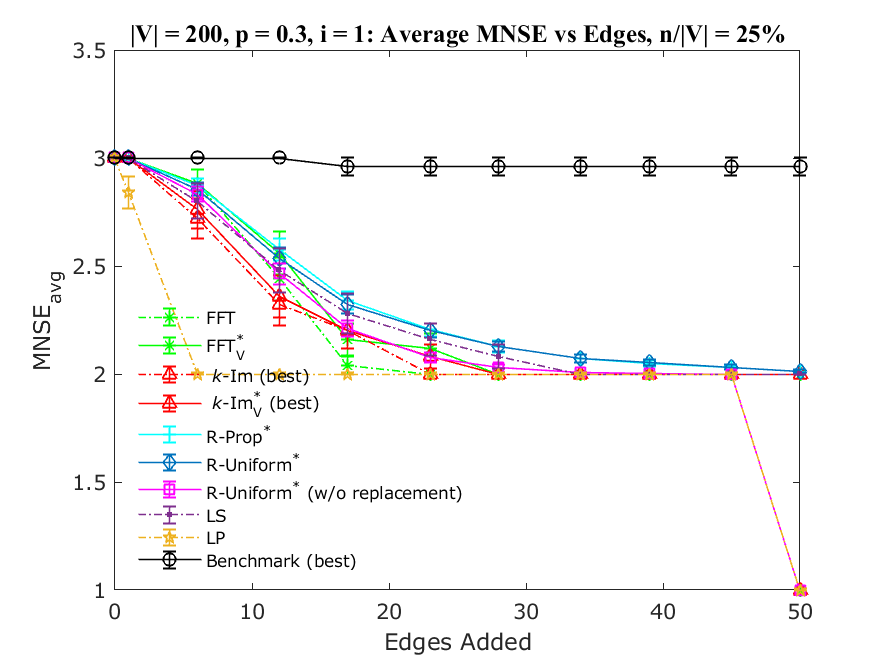 |V| = 200, p = 0.3, i = 1: Average MNSE vs Edges, n/|V| = 25%
3.5
3
2.5
2
1.5
1
MNSE_avg
FFT
FFT*_V
k-Im (best)
k-Im*_V (best)
R-Prop*
R-Uniform*
R-Uniform* (w/o replacement)
LS
LP
Benchmark (best)
0 10 20 30 40 50
Edges Added